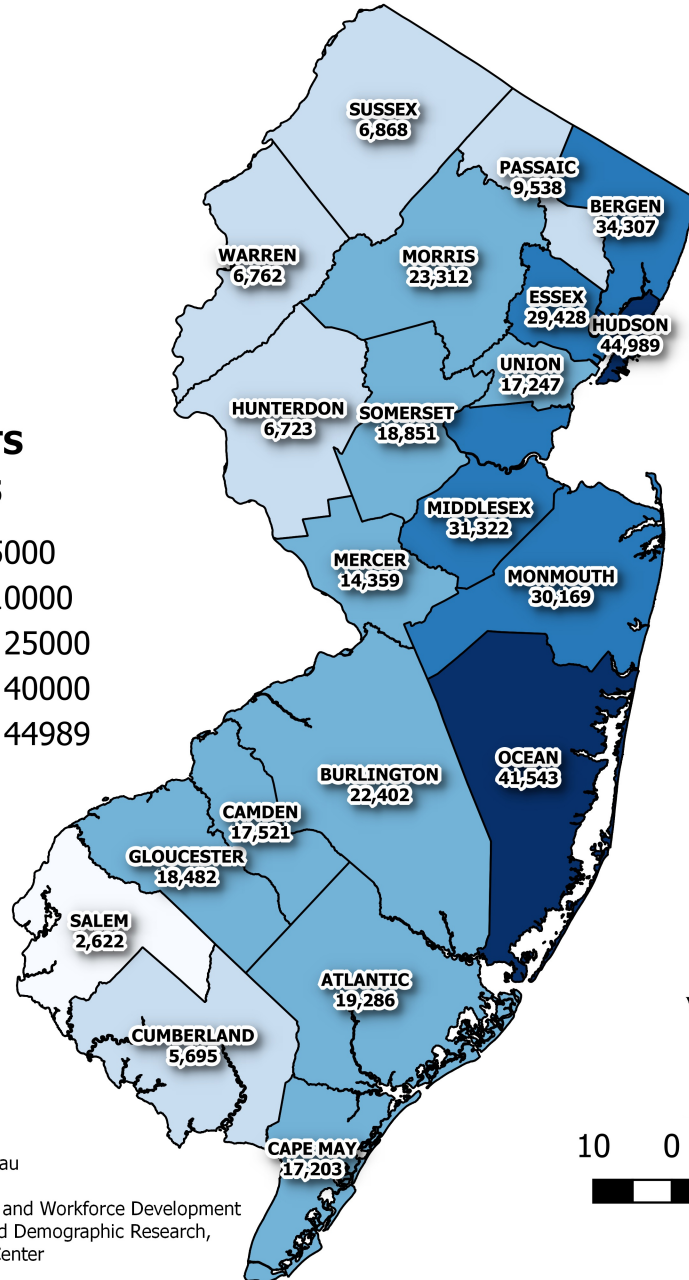 SUSSEX
6,868
PASSAIC
9,538
BERGEN
34,307
WARREN
6,762
MORRIS
23,312
ESSEX
29,428
HUDSON
44,989
UNION
17,247
HUNTERDON
6,723
SOMERSET
18,851
MIDDLESEX
31,322
MERCER
14,359
MONMOUTH
30,169
5000
10000
25000
40000
44989
OCEAN
41,543
BURLINGTON
22,402
CAMDEN
17,521
GLOUCESTER
18,482
SALEM
2,622
ATLANTIC
19,286
CUMBERLAND
5,695
CAPE MAY
17,203
10 0
au
and Workforce Development
d Demographic Research,
Center